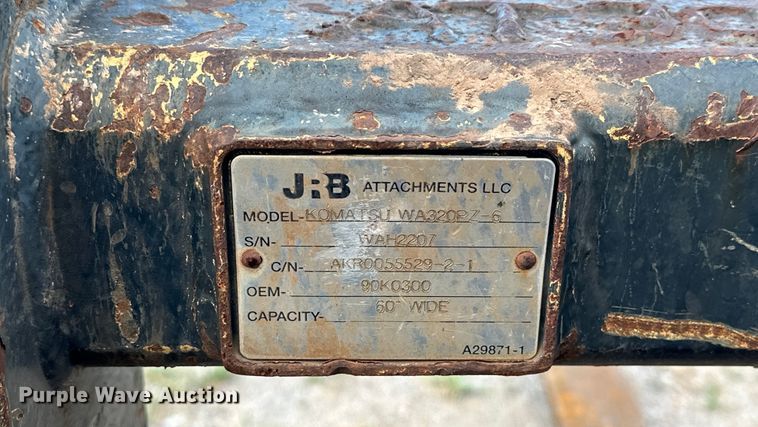 JRB ATTACHMENTS LLC
MODEL-KOMATSU WA320PZ-6
S/N- WAH2207
C/N- AKR0055529-2-1
OEM- 90K0300
CAPACITY- 60" WIDE
A29871-1
Purple Wave Auction